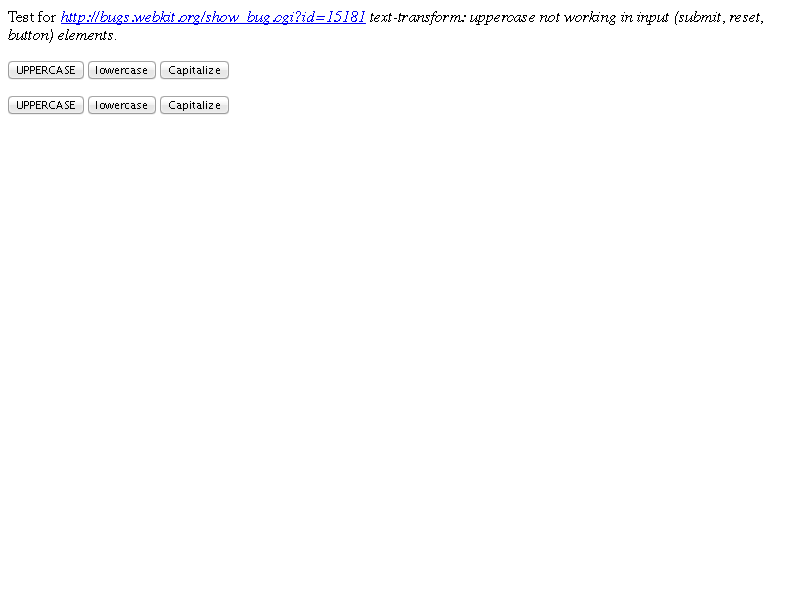 Test for http://bugs.webkit.org/show_bug.cgi?id=15181 text-transform: uppercase not working in input (submit, reset,
button) elements.
UPPERCASE lowercase Capitalize
UPPERCASE lowercase Capitalize